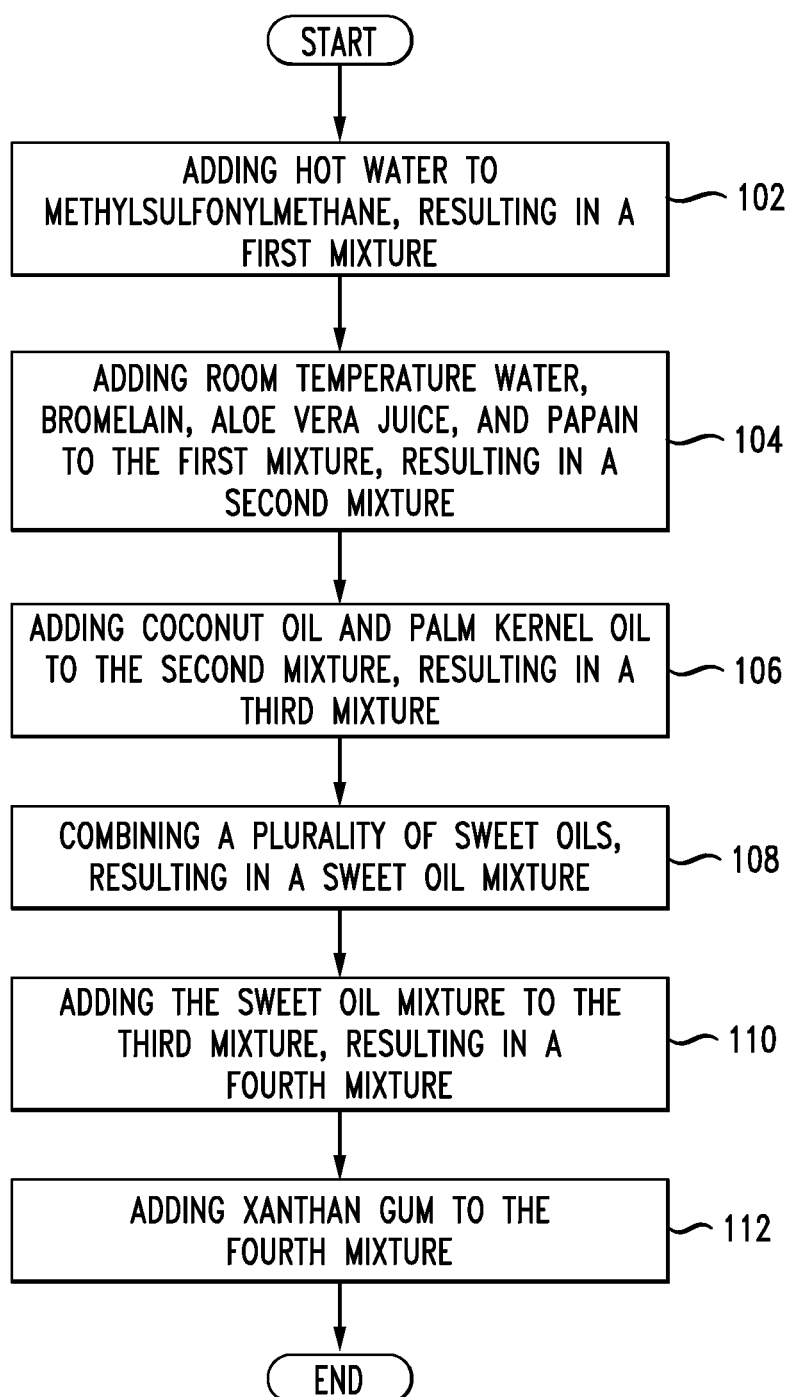 START
ADDING HOT WATER TO
METHYLSULFONYLMETHANE, RESULTING IN A
FIRST MIXTURE
102
ADDING ROOM TEMPERATURE WATER,
BROMELAIN, ALOE VERA JUICE, AND PAPAIN
TO THE FIRST MIXTURE, RESULTING IN A
SECOND MIXTURE
104
ADDING COCONUT OIL AND PALM KERNEL OIL
TO THE SECOND MIXTURE, RESULTING IN A
THIRD MIXTURE
106
COMBINING A PLURALITY OF SWEET OILS,
RESULTING IN A SWEET OIL MIXTURE
108
ADDING THE SWEET OIL MIXTURE TO THE
THIRD MIXTURE, RESULTING IN A
FOURTH MIXTURE
110
ADDING XANTHAN GUM TO THE
FOURTH MIXTURE
112
END